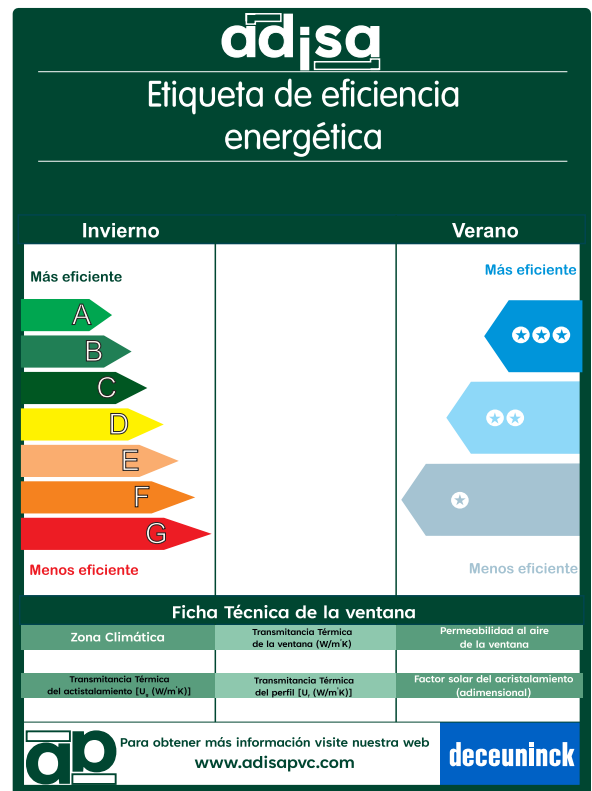 adisa
Etiqueta de eficiencia
energética
Invierno
Verano
Más eficiente
Más eficiente
A
B
C
D
E
F
G
Menos eficiente
Menos eficiente
Ficha Técnica de la ventana
Zona Climática
Transmitancia Térmica
de la ventana (W/m²K)
Permeabilidad al aire
de la ventana
Transmitancia Térmica
del actistalamiento [Ug (W/m²K)]
Transmitancia Térmica
del perfil [Uf (W/m²K)]
Factor solar del acristalamiento
(adimensional)
ap
Para obtener más información visite nuestra web
www.adisapvc.com
deceuninck